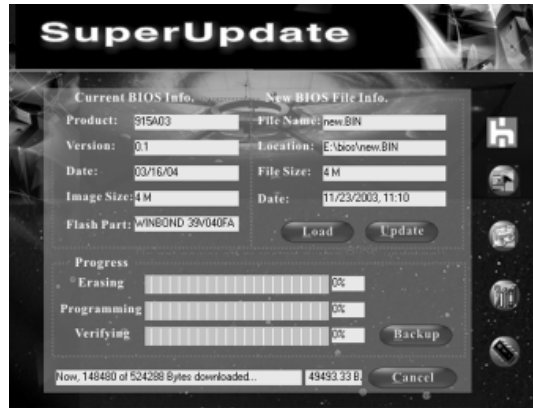 SuperUpdate
Current BIOS Info.
New BIOS File Info.
Product: 915A03
File Name: new.BIN
Version: 0.1
Location: E:\bios\new.BIN
Date: 03/16/04
File Size: 4 M
Image Size: 4 M
Date: 11/23/2003, 11:10
Flash Part: WINBOND 39V040FA
Load
Update
Progress
Erasing 0%
Programming 0%
Verifying 0%
Backup
Now, 148480 of 524288 Bytes downloaded...
49493.33 B.
Cancel